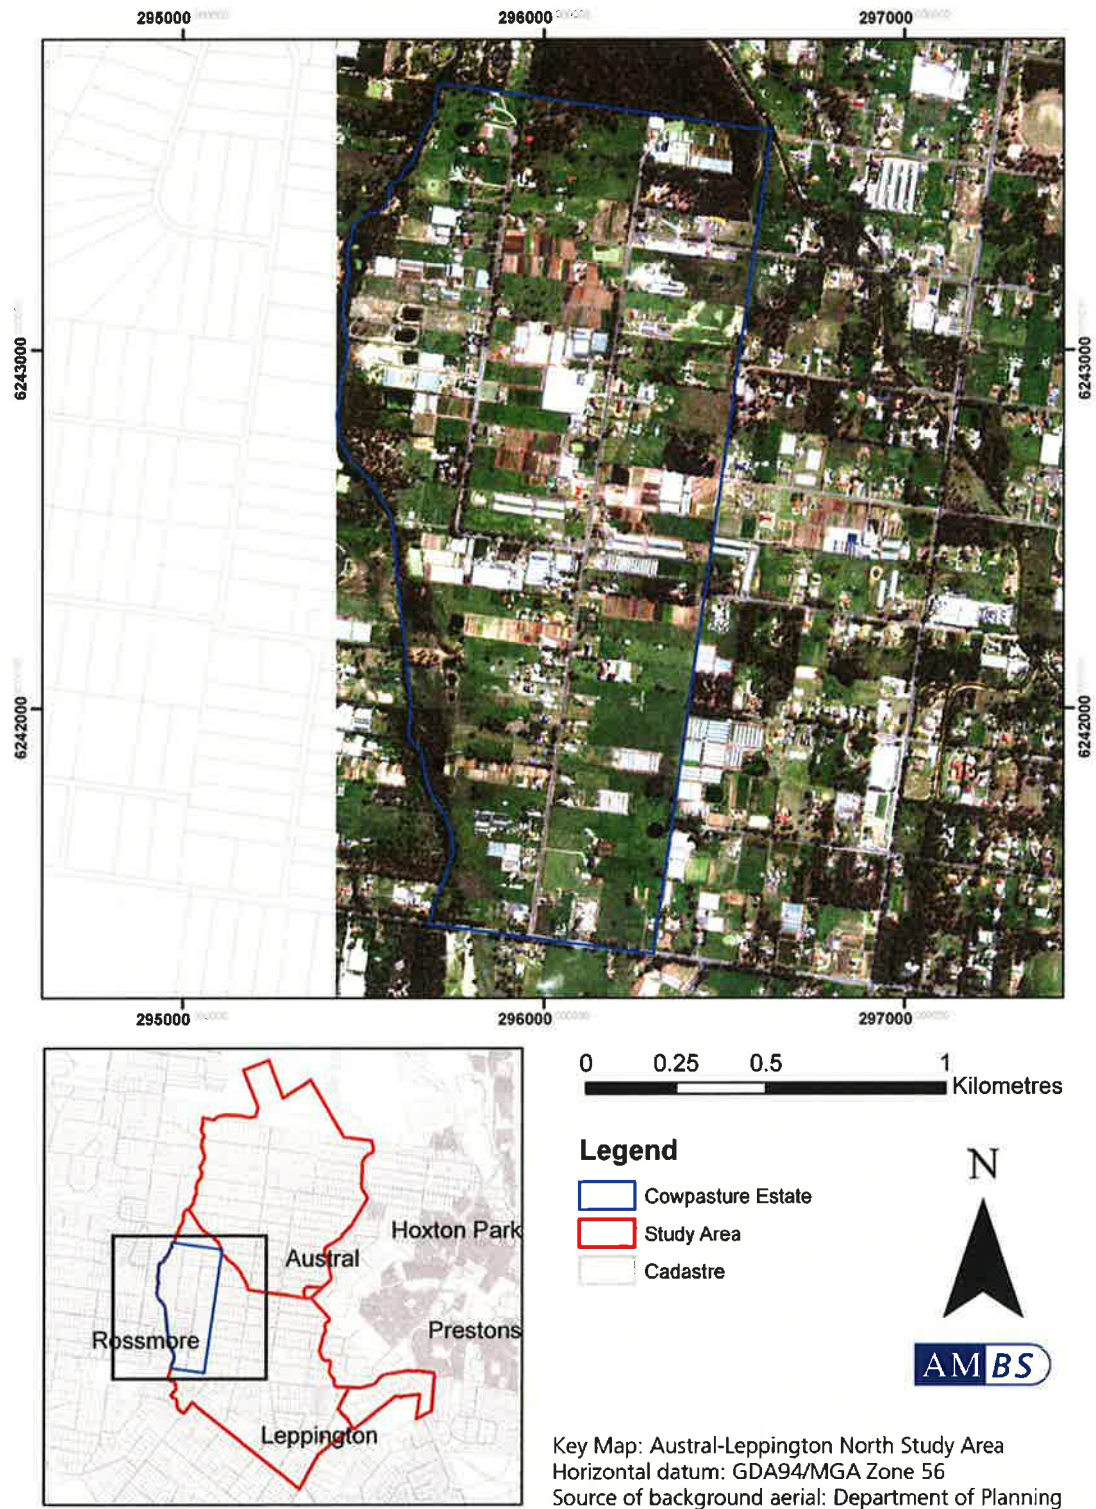 295000 296000 297000
6243000 6243000
6242000 6242000
295000 296000 297000
0 0.25 0.5 1
Kilometres
Legend
Cowpasture Estate
Study Area
Cadastre
N
AMBS
Hoxton Park
Austral
Rossmore
Prestons
Leppington
Key Map: Austral-Leppington North Study Area
Horizontal datum: GDA94/MGA Zone 56
Source of background aerial: Department of Planning